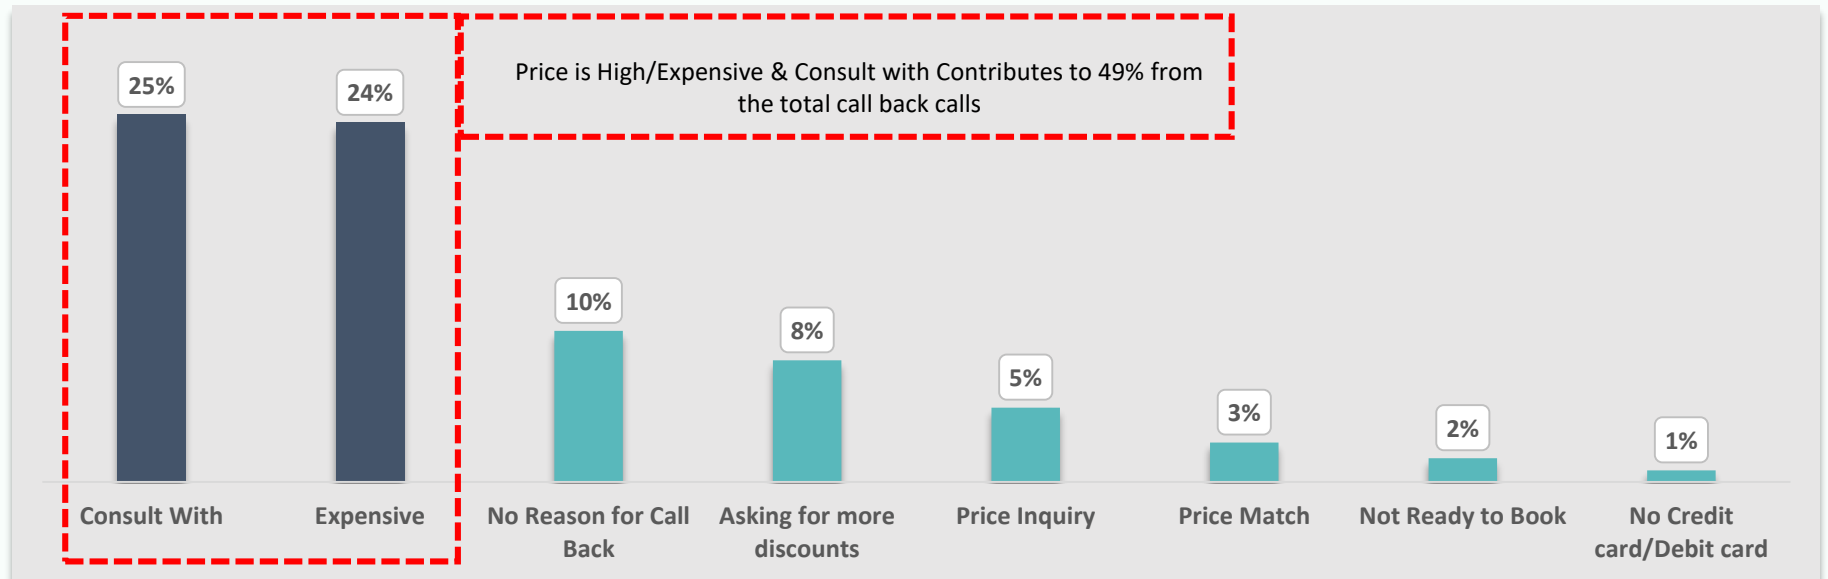 Price is High/Expensive & Consult with Contributes to 49% from
the total call back calls
25%
24%
10%
8%
5%
3%
2%
1%
Consult With
Expensive
No Reason for Call
Back
Asking for more
discounts
Price Inquiry
Price Match
Not Ready to Book
No Credit
card/Debit card